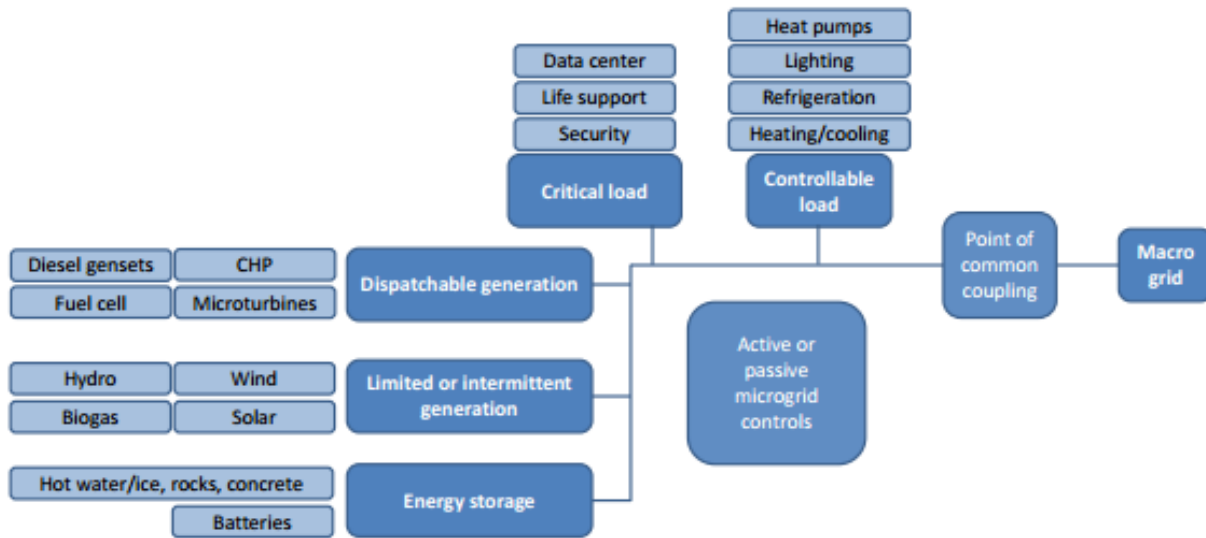 Heat pumps
Data center
Lighting
Life support
Refrigeration
Security
Heating/cooling
Critical load
Controllable
load
Diesel gensets
CHP
Fuel cell
Microturbines
Dispatchable generation
Point of
common
coupling
Macro
grid
Active or
passive
microgrid
controls
Hydro
Wind
Biogas
Solar
Limited or intermittent
generation
Hot water/ice, rocks, concrete
Batteries
Energy storage